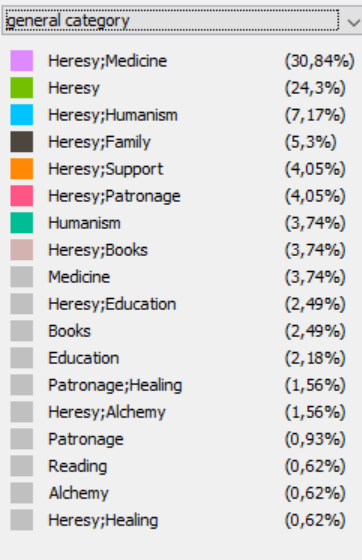 general category
Heresy;Medicine (30,84%)
Heresy (24,3%)
Heresy;Humanism (7,17%)
Heresy;Family (5,3%)
Heresy;Support (4,05%)
Heresy;Patronage (4,05%)
Humanism (3,74%)
Heresy;Books (3,74%)
Medicine (3,74%)
Heresy;Education (2,49%)
Books (2,49%)
Education (2,18%)
Patronage;Healing (1,56%)
Heresy;Alchemy (1,56%)
Patronage (0,93%)
Reading (0,62%)
Alchemy (0,62%)
Heresy;Healing (0,62%)